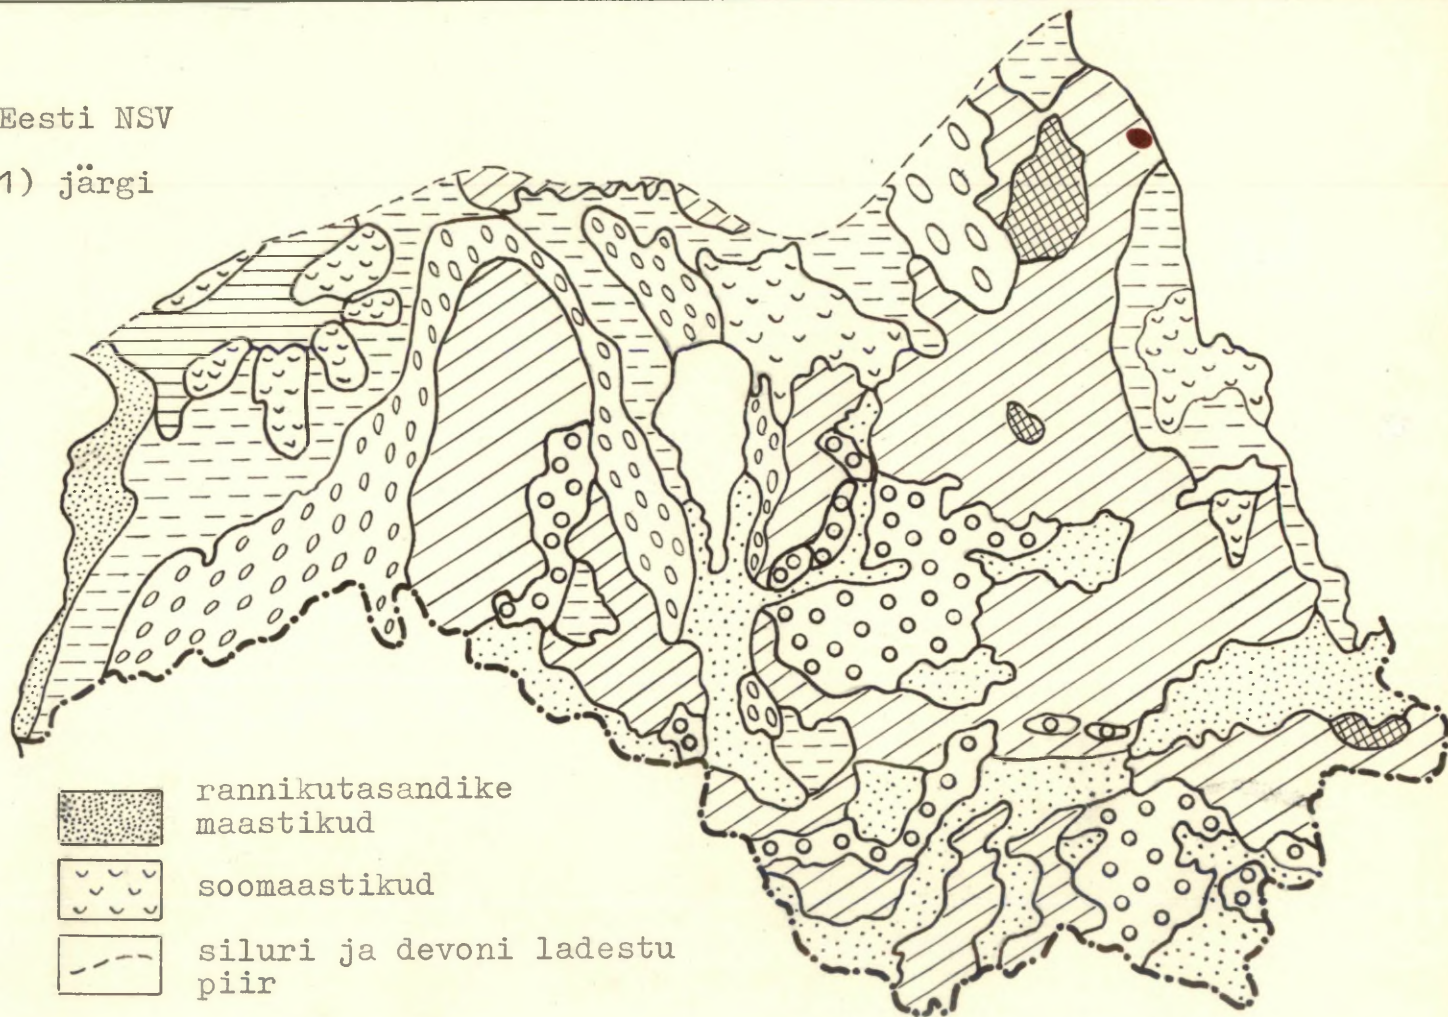 Eesti NSV
1) järgi
rannikutasandike
maastikud
soomaastikud
siluri ja devoni ladestu
piir